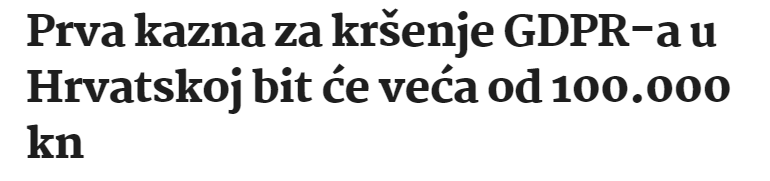 Prva kazna za kršenje GDPR-a u
Hrvatskoj bit će veća od 100.000
kn